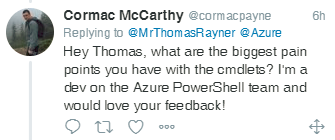 Cormac McCarthy @cormacpayne 6h
Replying to @MrThomasRayner @Azure
Hey Thomas, what are the biggest pain
points you have with the cmdlets? I'm a
dev on the Azure PowerShell team and
would love your feedback!